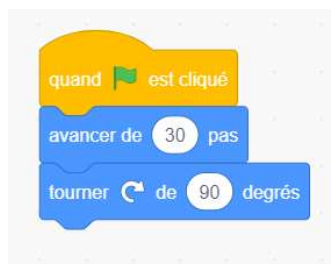 quand est cliqué
avancer de 30 pas
tourner de 90 degrés